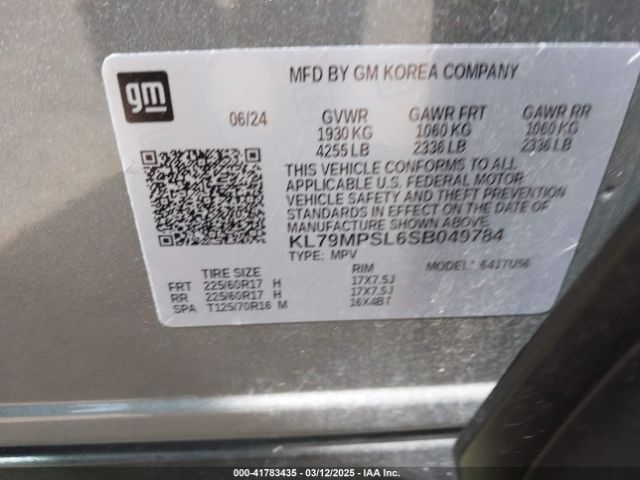 gm
MFD BY GM KOREA COMPANY
06/24 GVWR GAWR FRT GAWR RR
1930 KG 1060 KG 1060 KG
4255 LB 2336 LB 2336 LB
THIS VEHICLE CONFORMS TO ALL
APPLICABLE U.S. FEDERAL MOTOR
VEHICLE SAFETY AND THEFT PREVENTION
STANDARDS IN EFFECT ON THE DATE OF
MANUFACTURE SHOWN ABOVE.
KL79MPSL6SB049784
TYPE: MPV MODEL:
TIRE SIZE RIM
FRT 225/60R17 H 17X7.5J
RR 225/60R17 H 17X7.5J
SPA T125/70R16 M 16X4BT
000-41783435 - 03/12/2025 - IAA Inc.